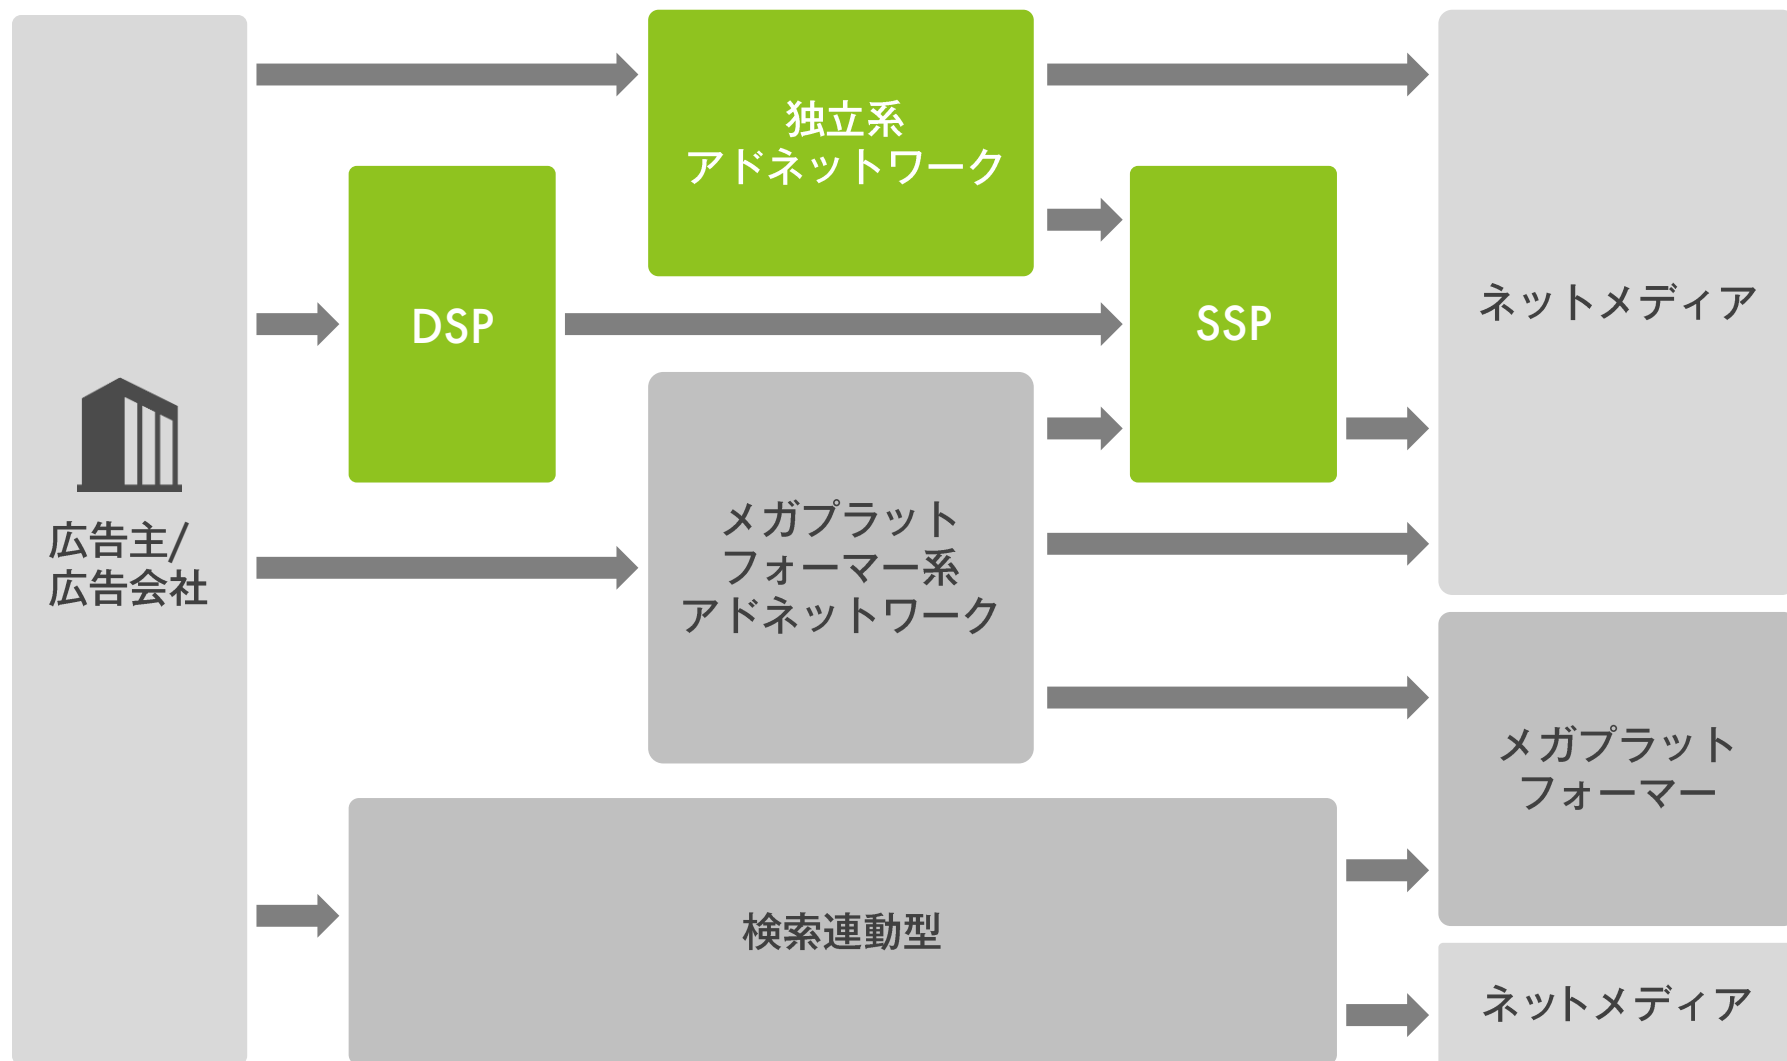 広告主/
広告会社
DSP
独立系
アドネットワーク
メガプラット
フォーマー系
アドネットワーク
検索連動型
SSP
ネットメディア
メガプラット
フォーマー
ネットメディア